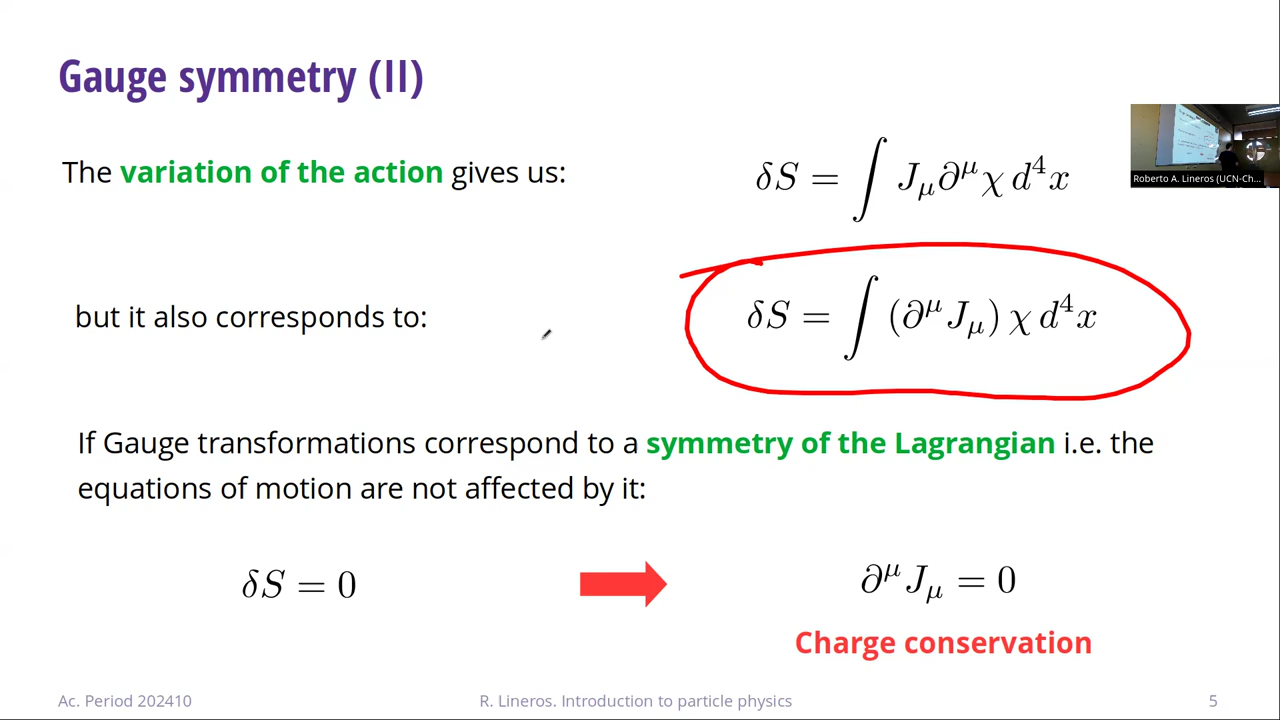 Gauge symmetry (II)
The variation of the action gives us:
δS = ∫ J_μ ∂^μ χ d⁴x
Roberto A. Lineros (UCN-Ch...
but it also corresponds to:
δS = ∫ (∂^μ J_μ) χ d⁴x
If Gauge transformations correspond to a symmetry of the Lagrangian i.e. the
equations of motion are not affected by it:
δS = 0
∂^μ J_μ = 0
Charge conservation
Ac. Period 202410
R. Lineros. Introduction to particle physics
5